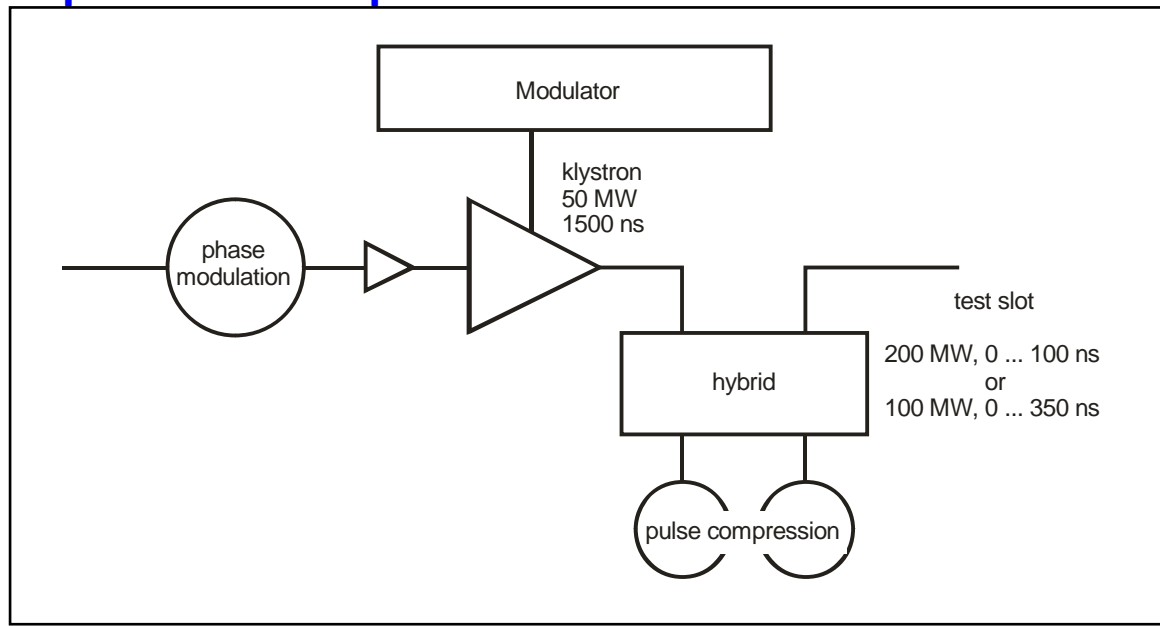 Modulator
klystron
50 MW
1500 ns
phase
modulation
test slot
200 MW, 0 ... 100 ns
or
100 MW, 0 ... 350 ns
hybrid
pulse compression